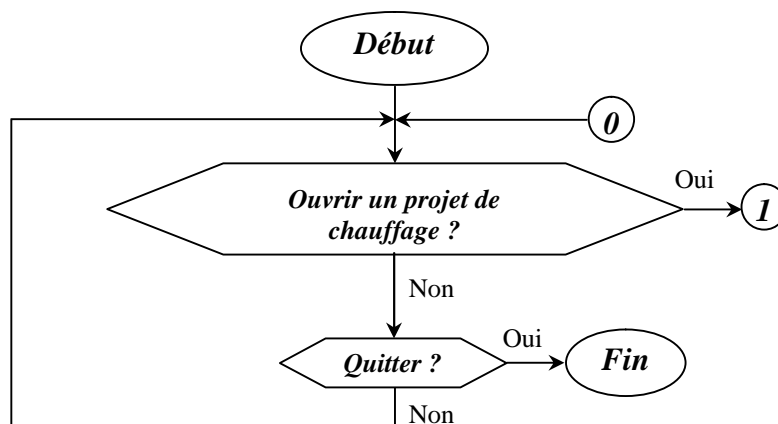 Début
0
Ouvrir un projet de
chauffage ?
Oui
1
Non
Quitter ?
Oui
Fin
Non